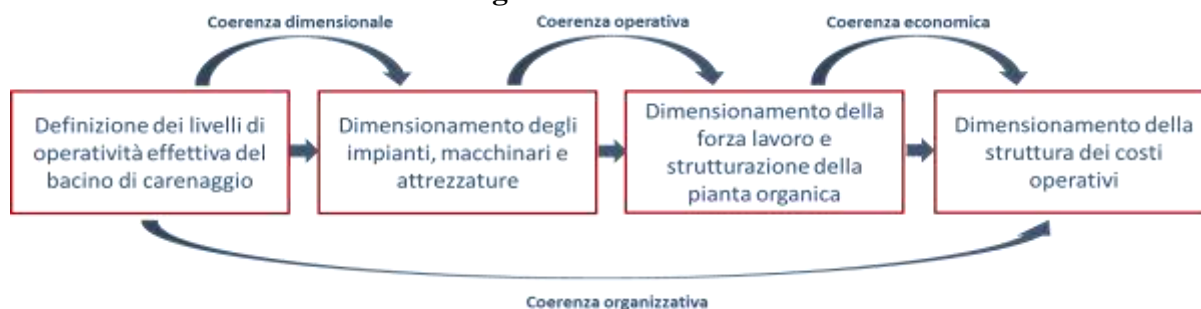 Coerenza dimensionale
Coerenza operativa
Coerenza economica
Definizione dei livelli di
operatività effettiva del
bacino di carenaggio
Dimensionamento degli
impianti, macchinari e
attrezzature
Dimensionamento della
forza lavoro e
strutturazione della
pianta organica
Dimensionamento della
struttura dei costi
operativi
Coerenza organizzativa